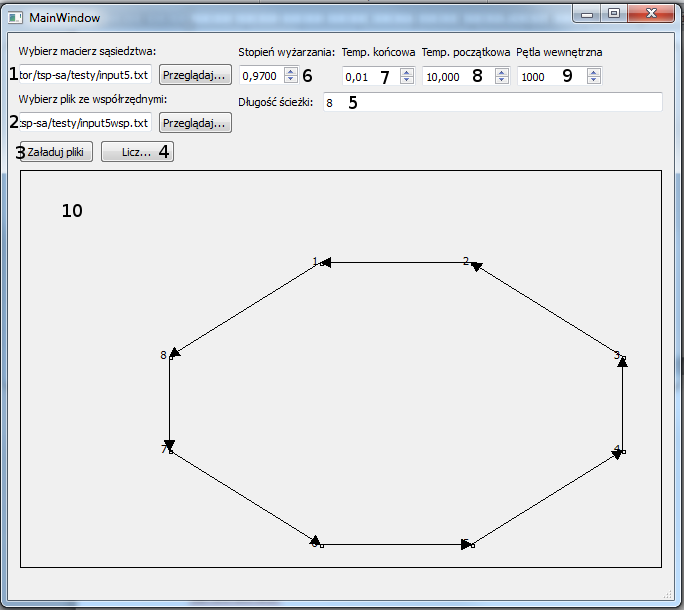 MainWindow
Wybierz macierz sąsiedztwa:
1 tor/tsp-sa/testy/input5.txt Przeglądaj...
Stopień wyżarzania: Temp. końcowa Temp. początkowa Pętla wewnętrzna
0,9700 6 0,01 7 10,000 8 1000 9
Wybierz plik ze współrzędnymi:
Długość ścieżki: 8 5
2 :sp-sa/testy/input5wsp.txt Przeglądaj...
3 Załaduj pliki Licz... 4
10
1 2
8 3
7 4